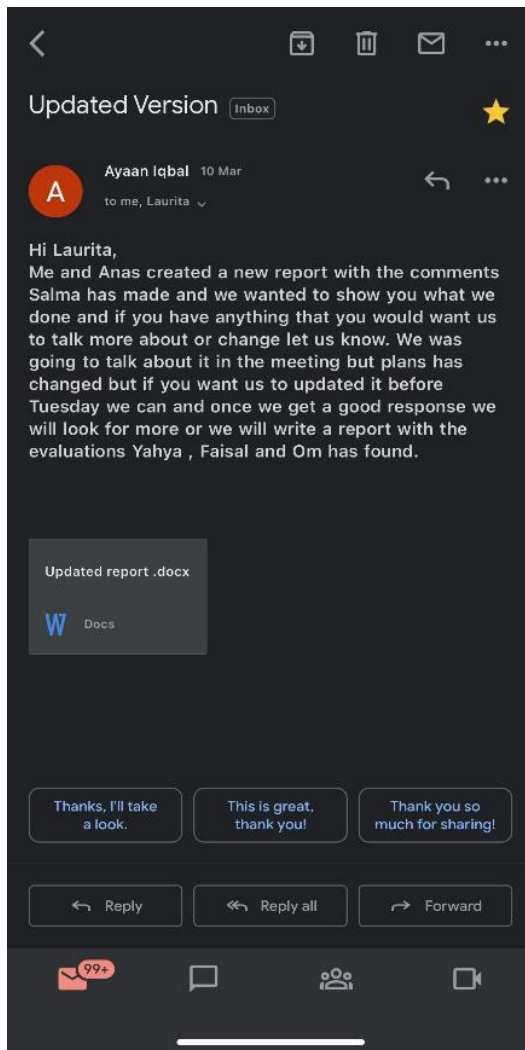 Updated Version Inbox
A
Ayaan Iqbal 10 Mar
to me, Laurita
Hi Laurita,
Me and Anas created a new report with the comments
Salma has made and we wanted to show you what we
done and if you have anything that you would want us
to talk more about or change let us know. We was
going to talk about it in the meeting but plans has
changed but if you want us to updated it before
Tuesday we can and once we get a good response we
will look for more or we will write a report with the
evaluations Yahya , Faisal and Om has found.
Updated report .docx
W Docs
Thanks, I'll take
a look.
This is great,
thank you!
Thank you so
much for sharing!
Reply
Reply all
Forward
99+